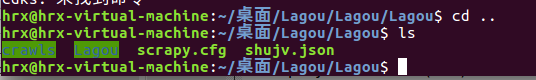 hrx@hrx-virtual-machine:~/桌面/Lagou/Lagou/Lagou$ cd ..
hrx@hrx-virtual-machine:~/桌面/Lagou/Lagou$ ls
crawls Lagou scrapy.cfg shujv.json
hrx@hrx-virtual-machine:~/桌面/Lagou/Lagou$